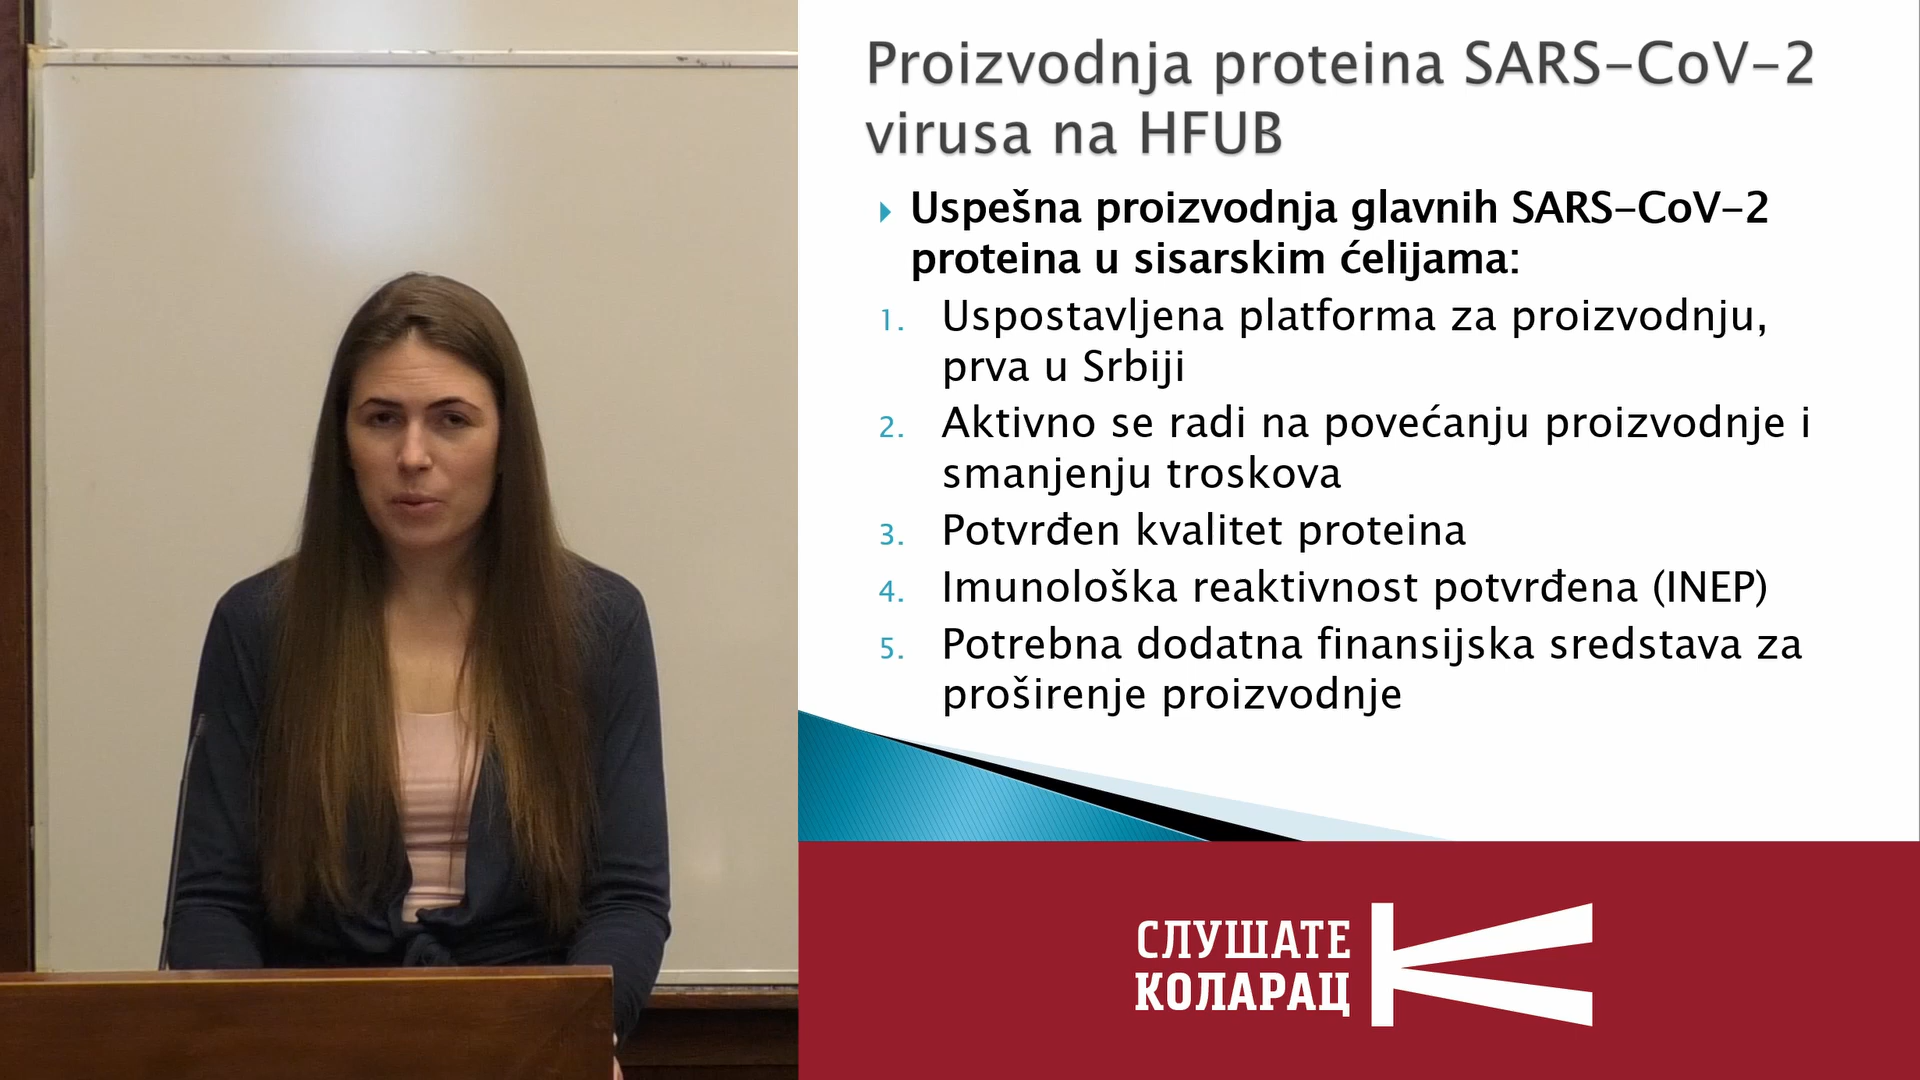 Proizvodnja proteina SARS-CoV-2
virusa na HFUB
Uspešna proizvodnja glavnih SARS-CoV-2
proteina u sisarskim ćelijama:
1. Uspostavljena platforma za proizvodnju,
prva u Srbiji
2. Aktivno se radi na povećanju proizvodnje i
smanjenju troskova
3. Potvrđen kvalitet proteina
4. Imunološka reaktivnost potvrđena (INEP)
5. Potrebna dodatna finansijska sredstava za
proširenje proizvodnje
СЛУШАТЕ
КОЛАРАЦ